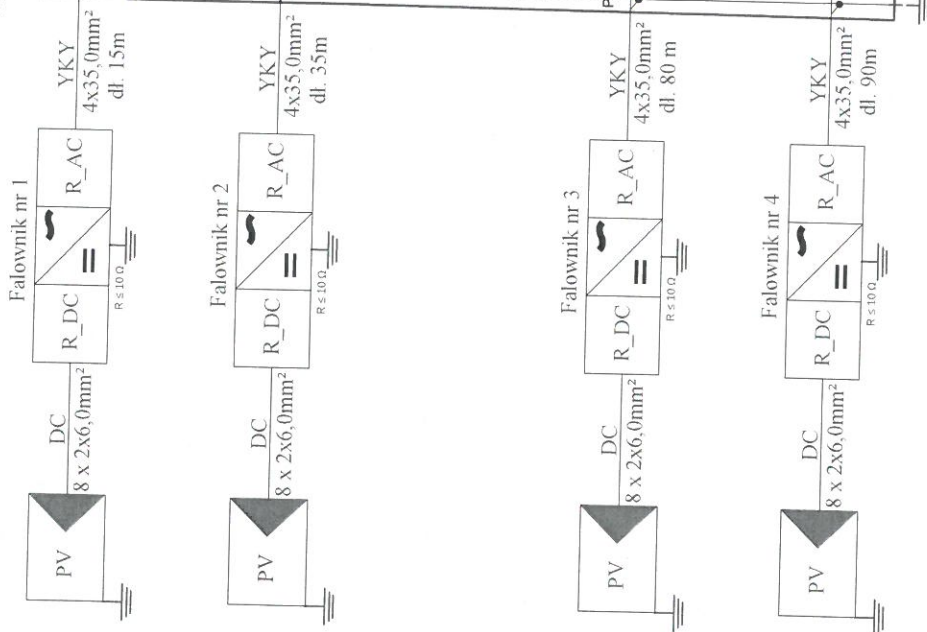 Falownik nr 1
PV
DC
8 x 2x6,0mm²
R_DC
=
~
R_AC
R ≤ 10 Ω
YKY
4x35,0mm²
dł. 15m
Falownik nr 2
PV
DC
8 x 2x6,0mm²
R_DC
=
~
R_AC
R ≤ 10 Ω
YKY
4x35,0mm²
dł. 35m
Falownik nr 3
PV
DC
8 x 2x6,0mm²
R_DC
=
~
R_AC
R ≤ 10 Ω
YKY
4x35,0mm²
dł. 80 m
P
Falownik nr 4
PV
DC
8 x 2x6,0mm²
R_DC
=
~
R_AC
R ≤ 10 Ω
YKY
4x35,0mm²
dł. 90m